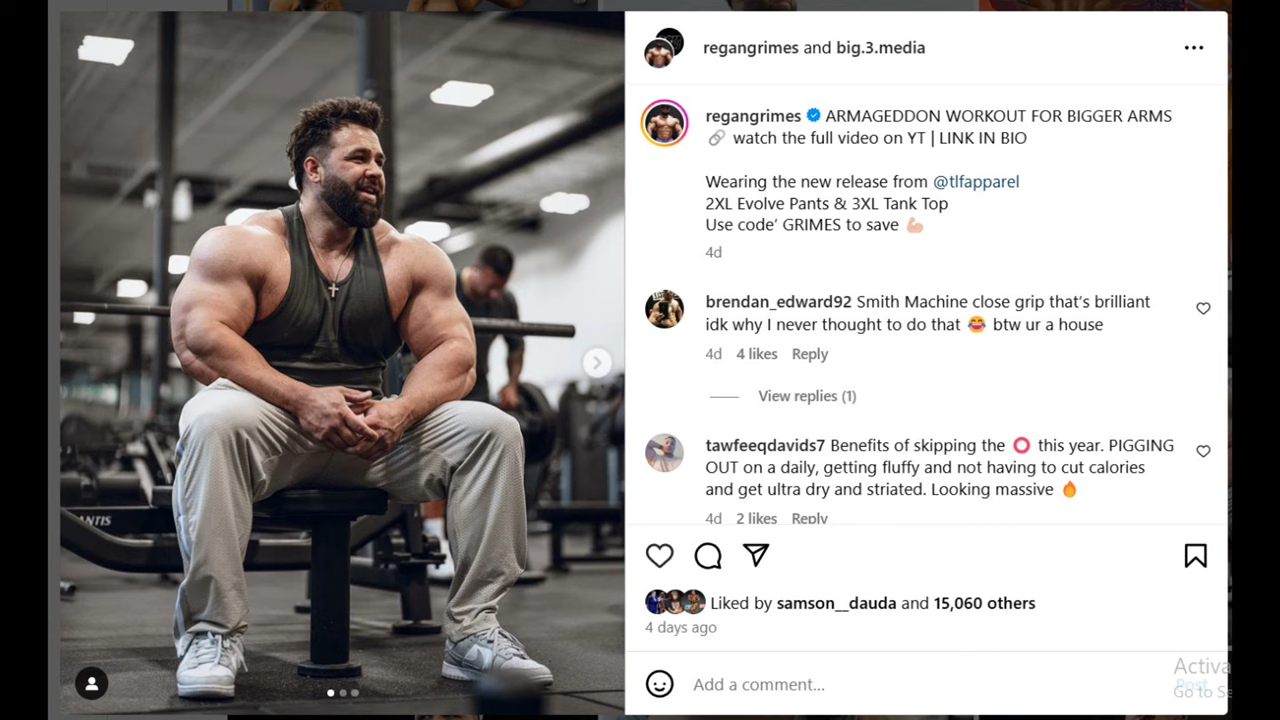 regangrimes and big.3.media
regangrimes ARMAGEDDON WORKOUT FOR BIGGER ARMS
🔗 watch the full video on YT | LINK IN BIO
Wearing the new release from @tlfapparel
2XL Evolve Pants & 3XL Tank Top
Use code‘ GRIMES to save 💪🏼
4d
brendan_edward92 Smith Machine close grip that’s brilliant
idk why I never thought to do that 😂 btw ur a house
4d 4 likes Reply
View replies (1)
tawfeeqdavids7 Benefits of skipping the ⭕ this year. PIGGING
OUT on a daily, getting fluffy and not having to cut calories
and get ultra dry and striated. Looking massive 🔥
4d 2 likes Reply
ANTIS
Liked by samson__dauda and 15,060 others
4 days ago
Add a comment...
Activa
Post
Go to Se